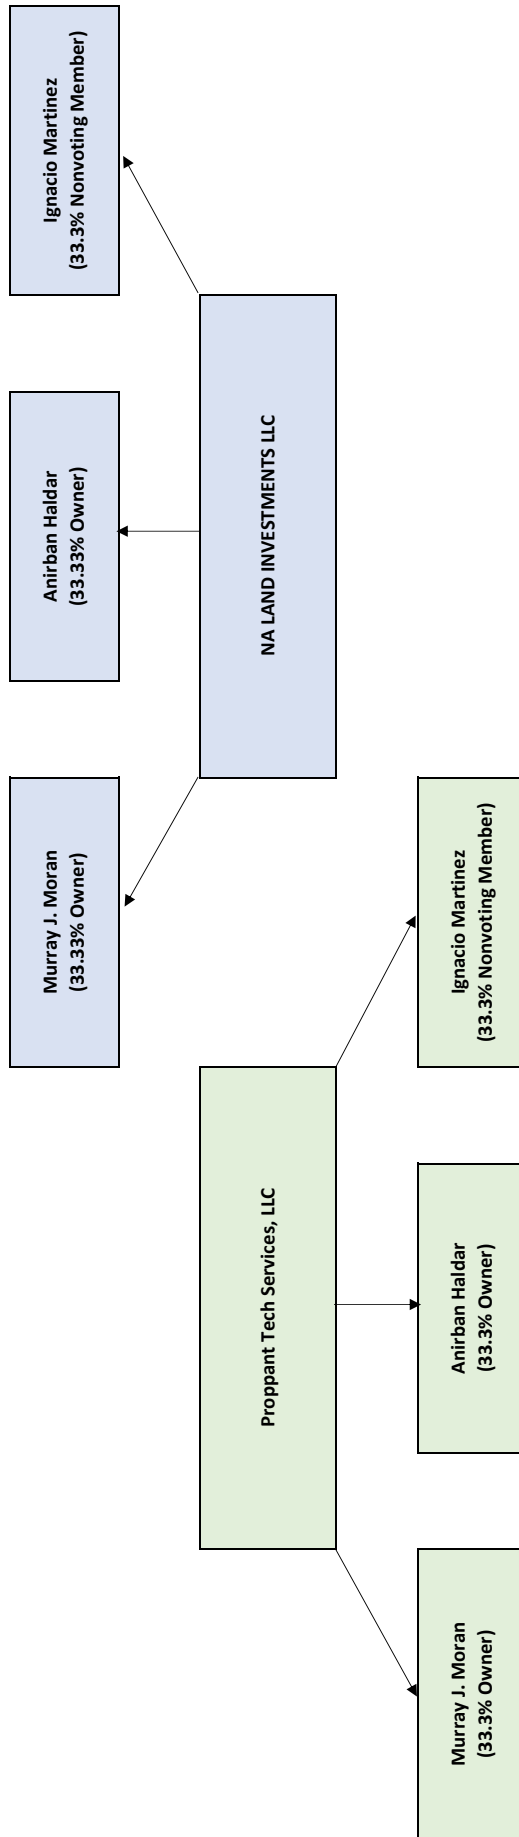 Murray J. Moran
(33.33% Owner)
Anirban Haldar
(33.33% Owner)
Ignacio Martinez
(33.3% Nonvoting Member)
Proppant Tech Services, LLC
NA LAND INVESTMENTS LLC
Murray J. Moran
(33.3% Owner)
Anirban Haldar
(33.3% Owner)
Ignacio Martinez
(33.3% Nonvoting Member)